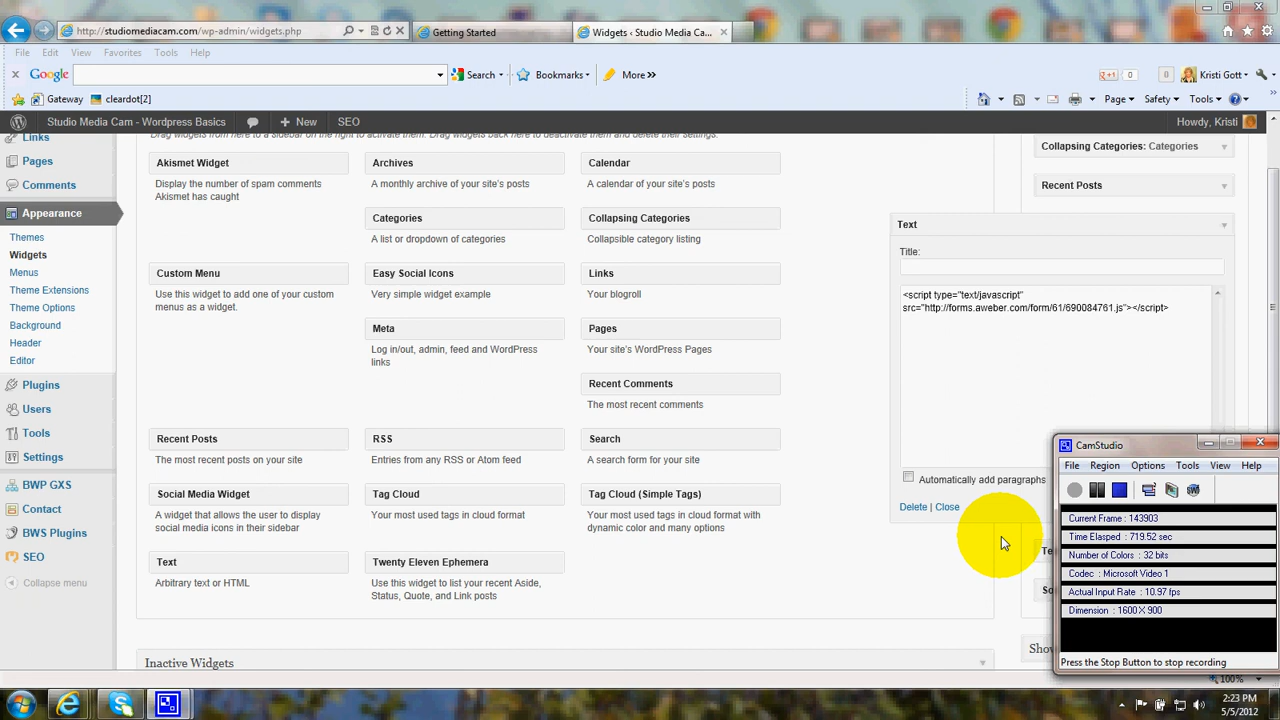 http://studiomediacam.com/wp-admin/widgets.php
Getting Started
Widgets ‹ Studio Media Ca...
File Edit View Favorites Tools Help
Google
Search
Bookmarks
More »
+1 0
0
Kristi Gott
Gateway
cleardot[2]
Page
Safety
Tools
Studio Media Cam - Wordpress Basics
New
SEO
Howdy, Kristi
Links
Pages
Comments
Appearance
Themes
Widgets
Menus
Theme Extensions
Theme Options
Background
Header
Editor
Plugins
Users
Tools
Settings
BWP GXS
Contact
BWS Plugins
SEO
Collapse menu
Drag widgets from here to a sidebar on the right to activate them. Drag widgets back here to deactivate them and delete their settings.
Akismet Widget
Display the number of spam comments
Akismet has caught
Archives
A monthly archive of your site's posts
Calendar
A calendar of your site's posts
Categories
A list or dropdown of categories
Collapsing Categories
Collapsible category listing
Custom Menu
Use this widget to add one of your custom
menus as a widget.
Easy Social Icons
Very simple widget example
Links
Your blogroll
Meta
Log in/out, admin, feed and WordPress
links
Pages
Your site's WordPress Pages
Recent Comments
The most recent comments
Recent Posts
The most recent posts on your site
RSS
Entries from any RSS or Atom feed
Search
A search form for your site
Social Media Widget
A widget that allows the user to display
social media icons in their sidebar
Tag Cloud
Your most used tags in cloud format
Tag Cloud (Simple Tags)
Your most used tags in cloud format with
dynamic color and many options
Text
Arbitrary text or HTML
Twenty Eleven Ephemera
Use this widget to list your recent Aside,
Status, Quote, and Link posts
Inactive Widgets
Collapsing Categories: Categories
Recent Posts
Text
Title:
<script type="text/javascript"
src="http://forms.aweber.com/form/61/690084761.js"></script>
Automatically add paragraphs
Delete | Close
Te
So
Show
CamStudio
File Region Options Tools View Help
Current Frame : 143903
Time Elasped : 719.52 sec
Number of Colors : 32 bits
Codec : Microsoft Video 1
Actual Input Rate : 10.97 fps
Dimension : 1600 X 900
Press the Stop Button to stop recording
100%
2:23 PM
5/5/2012